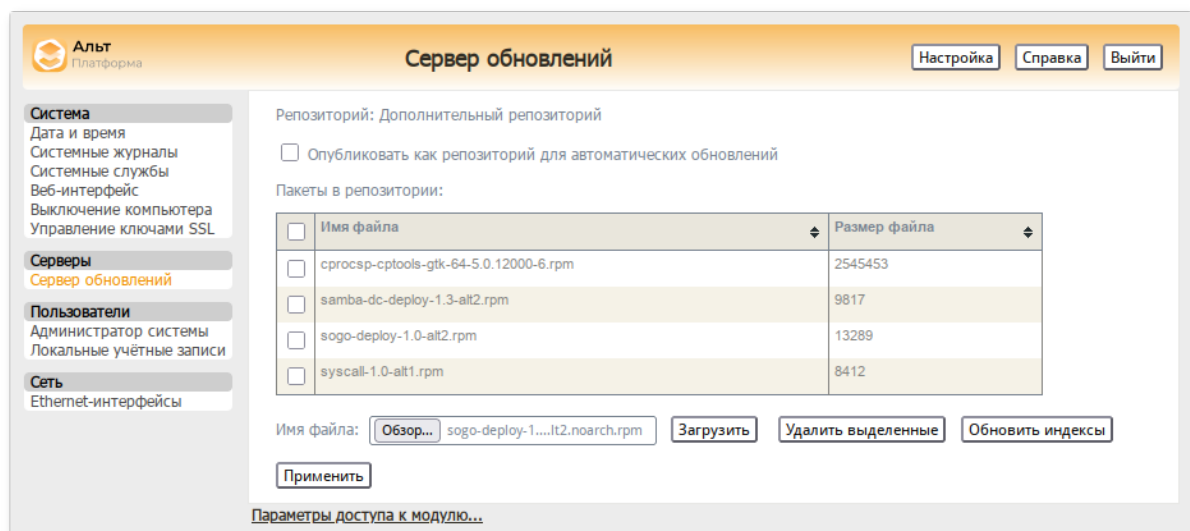 Альт
Платформа
Сервер обновлений
Настройка
Справка
Выйти
Система
Дата и время
Системные журналы
Системные службы
Веб-интерфейс
Выключение компьютера
Управление ключами SSL
Серверы
Сервер обновлений
Пользователи
Администратор системы
Локальные учётные записи
Сеть
Ethernet-интерфейсы
Репозиторий: Дополнительный репозиторий
Опубликовать как репозиторий для автоматических обновлений
Пакеты в репозитории:
Имя файла Размер файла
cprocsp-cptools-gtk-64-5.0.12000-6.rpm 2545453
samba-dc-deploy-1.3-alt2.rpm 9817
sogo-deploy-1.0-alt2.rpm 13289
syscall-1.0-alt1.rpm 8412
Имя файла: Обзор... sogo-deploy-1....lt2.noarch.rpm Загрузить Удалить выделенные Обновить индексы
Применить
Параметры доступа к модулю...